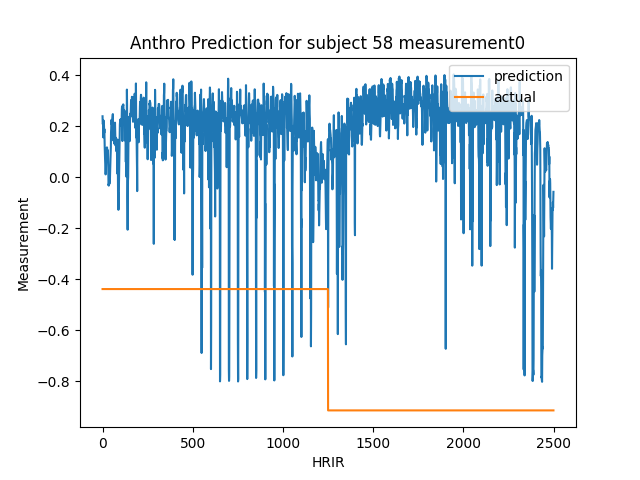 Anthro Prediction for subject 58 measurement0
prediction
actual
0.4
0.2
0.0
−0.2
−0.4
−0.6
−0.8
Measurement
0
500
1000
1500
2000
2500
HRIR